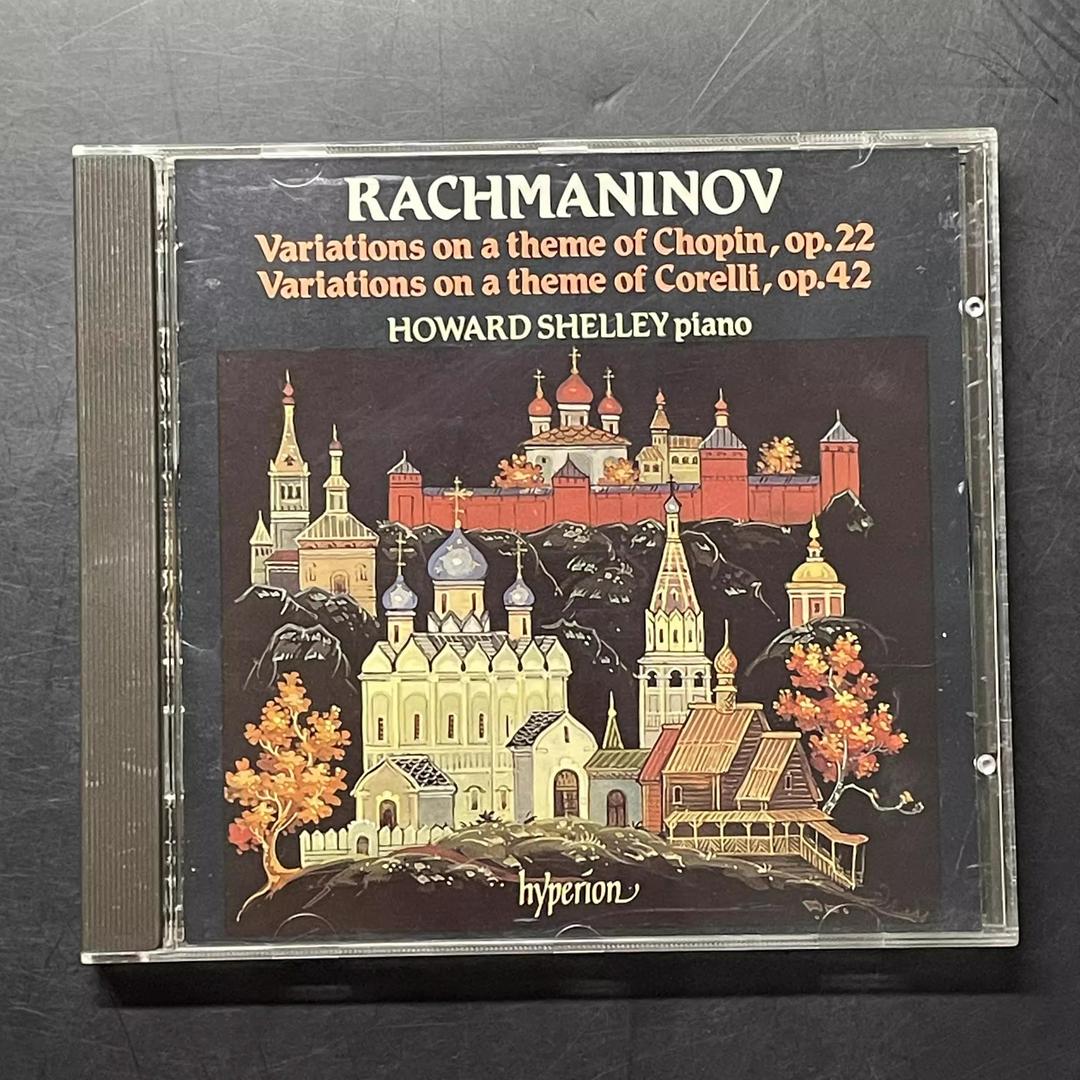 RACHMANINOV
Variations on a theme of Chopin, op.22
Variations on a theme of Corelli, op.42
HOWARD SHELLEY piano
hyperion